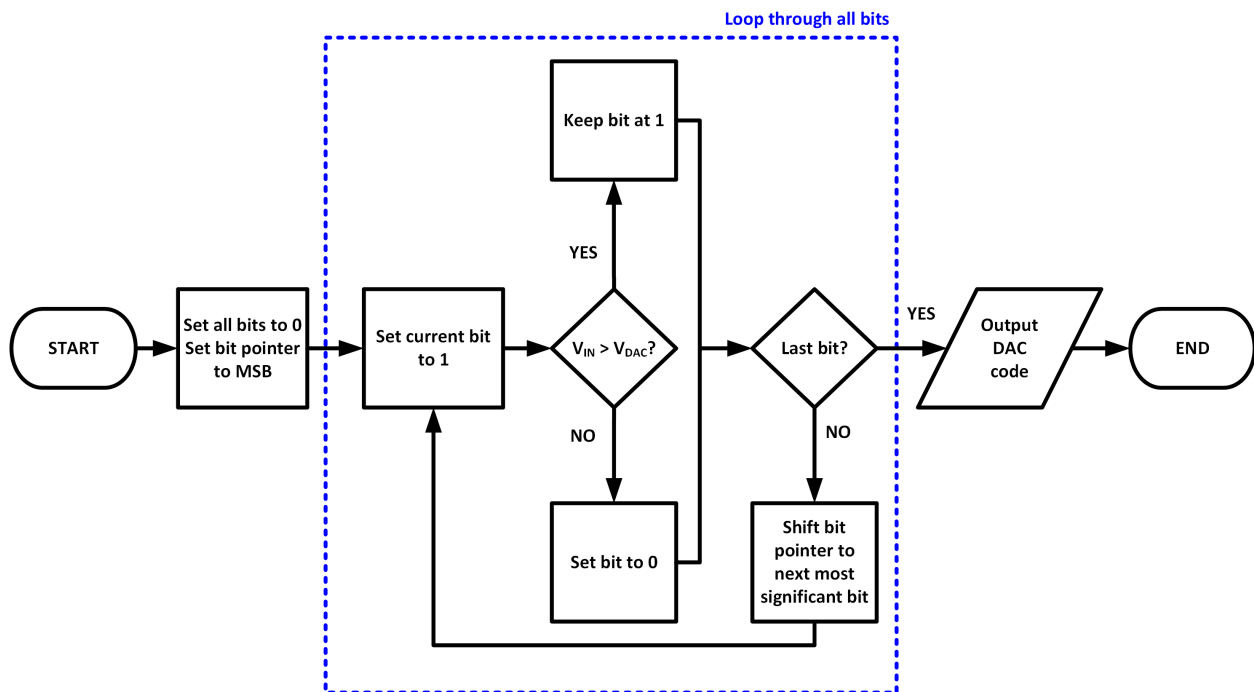 Loop through all bits
Keep bit at 1
YES
START
Set all bits to 0
Set bit pointer
to MSB
Set current bit
to 1
V_IN > V_DAC?
NO
Set bit to 0
Last bit?
YES
NO
Shift bit
pointer to
next most
significant bit
Output
DAC
code
END